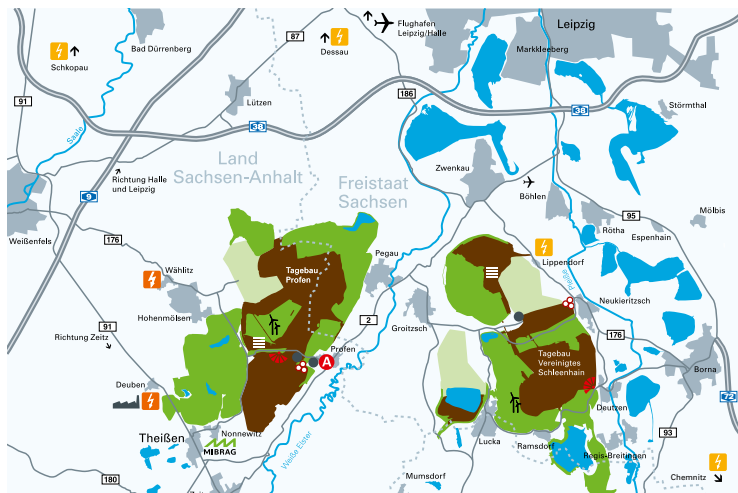 Leipzig
Flughafen
Leipzig/Halle
87
Bad Dürrenberg
Dessau
Markkleeberg
Schkopau
91
Lützen
186
38
Störmthal
Saale
38
Land
Sachsen-Anhalt
Freistaat
Sachsen
Zwenkau
Richtung Halle
und Leipzig
9
Böhlen
95
Mölbis
Weißenfels
176
Rötha
Espenhain
Pegau
Lippendorf
Wählitz
Tagebau
Profen
Pleiße
Neukieritzsch
Hohenmölsen
2
Groitzsch
91
Richtung Zeitz
176
Profen
A
Tagebau
Vereinigtes
Schleenhain
Borna
72
Deuben
Deutzen
Theißen
Nonnewitz
MIBRAG
Weiße Elster
Lucka
Ramsdorf
Regis-Breitingen
93
180
Mumsdorf
Chemnitz